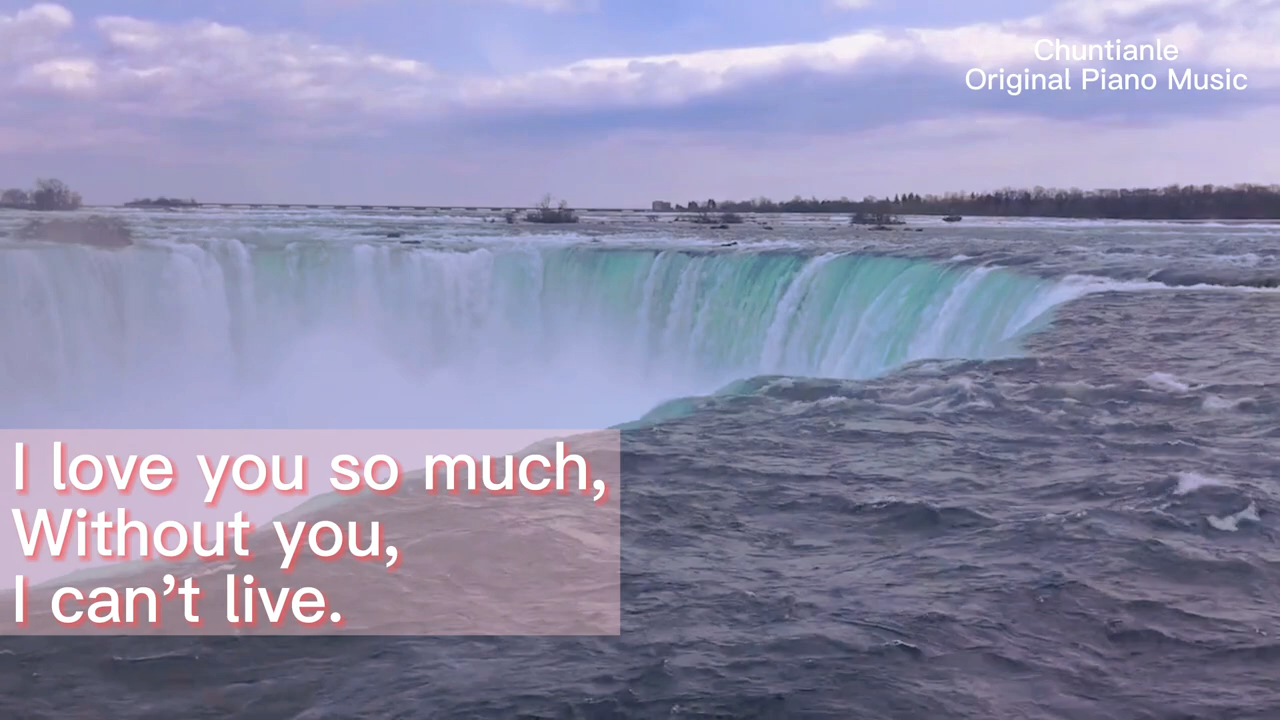 Chuntianle
Original Piano Music
I love you so much,
Without you,
I can’t live.